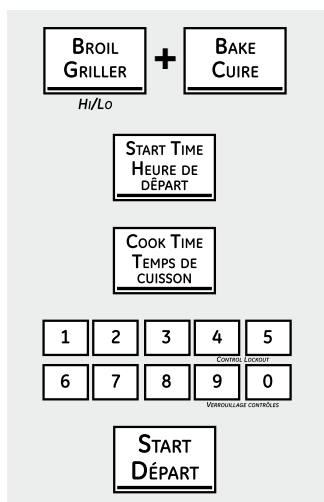 BROIL + BAKE
GRILLER CUIRE
HI/LO
START TIME
HEURE DE
DÊPART
COOK TIME
TEMPS DE
CUISSON
1 2 3 4 5
CONTROL LOCKOUT
6 7 8 9 0
VERROUILLAGE CONTRÔLES
START
DÉPART